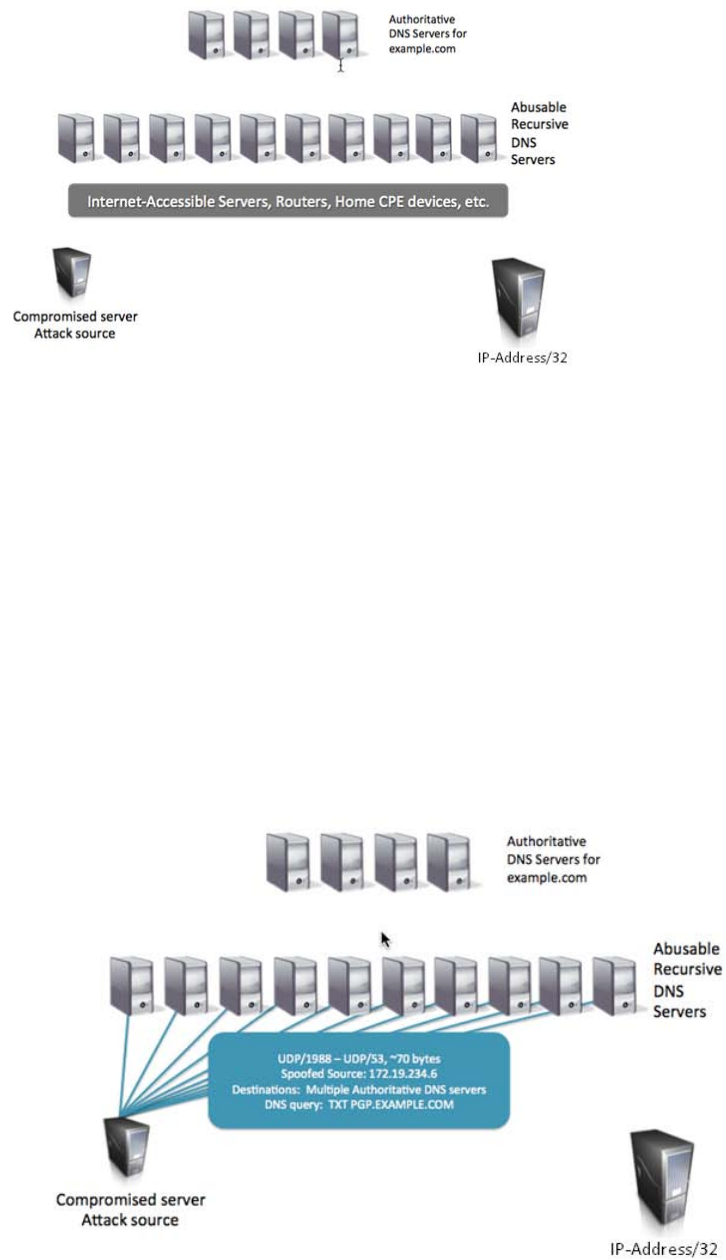 Authoritative
DNS Servers for
example.com
Abusable
Recursive
DNS
Servers
Internet-Accessible Servers, Routers, Home CPE devices, etc.
Compromised server
Attack source
IP-Address/32
Authoritative
DNS Servers for
example.com
Abusable
Recursive
DNS
Servers
UDP/1988 – UDP/53, ~70 bytes
Spoofed Source: 172.19.234.6
Destinations: Multiple Authoritative DNS servers
DNS query: TXT PGP.EXAMPLE.COM
Compromised server
Attack source
IP-Address/32